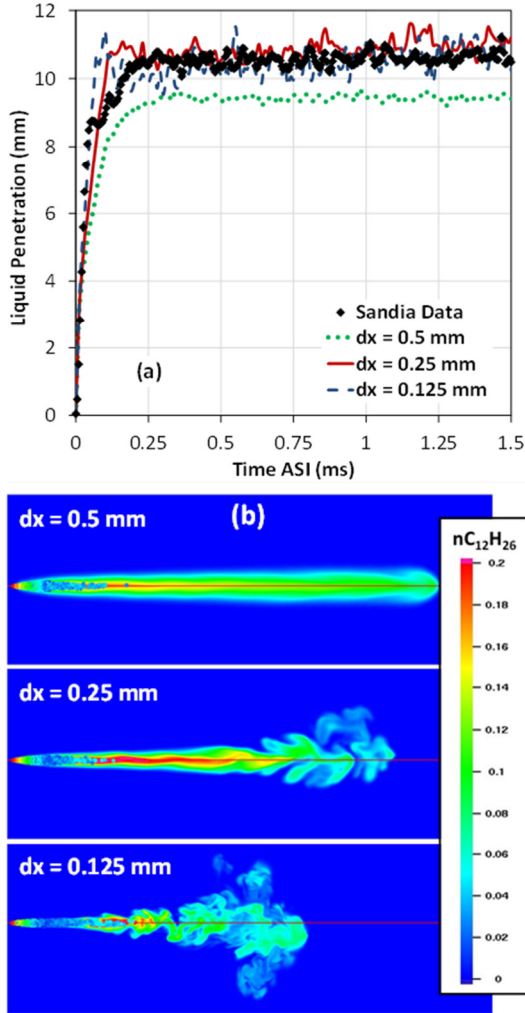 12
10
8
6
4
2
0
Liquid Penetration (mm)
Sandia Data
dx = 0.5 mm
dx = 0.25 mm
dx = 0.125 mm
(a)
0 0.25 0.5 0.75 1 1.25 1.5
Time ASI (ms)
dx = 0.5 mm
(b)
dx = 0.25 mm
dx = 0.125 mm
nC₁₂H₂₆
0.2
0.18
0.16
0.14
0.12
0.1
0.08
0.06
0.04
0.02
0